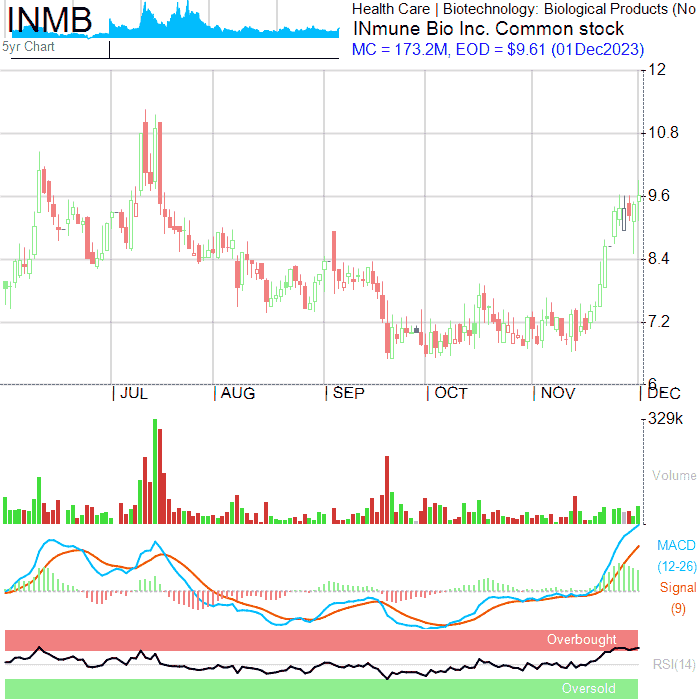 INMB
5yr Chart
Health Care | Biotechnology: Biological Products (No
INmune Bio Inc. Common stock
MC = 173.2M, EOD = $9.61 (01Dec2023)
12
10.8
9.6
8.4
7.2
6
JUL AUG SEP OCT NOV DEC
329k
Volume
MACD
(12-26)
Signal
(9)
Overbought
RSI(14)
Oversold